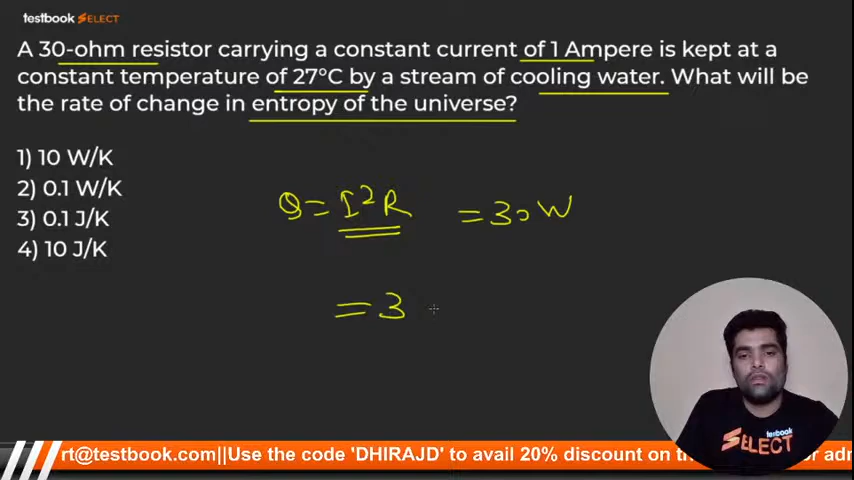 testbook SELECT
A 30-ohm resistor carrying a constant current of 1 Ampere is kept at a
constant temperature of 27°C by a stream of cooling water. What will be
the rate of change in entropy of the universe?
1) 10 W/K
2) 0.1 W/K
3) 0.1 J/K
4) 10 J/K
Q = I²R = 30 W
= 3
testbook
SELECT
rt@testbook.com||Use the code 'DHIRAJD' to avail 20% discount on th or adm